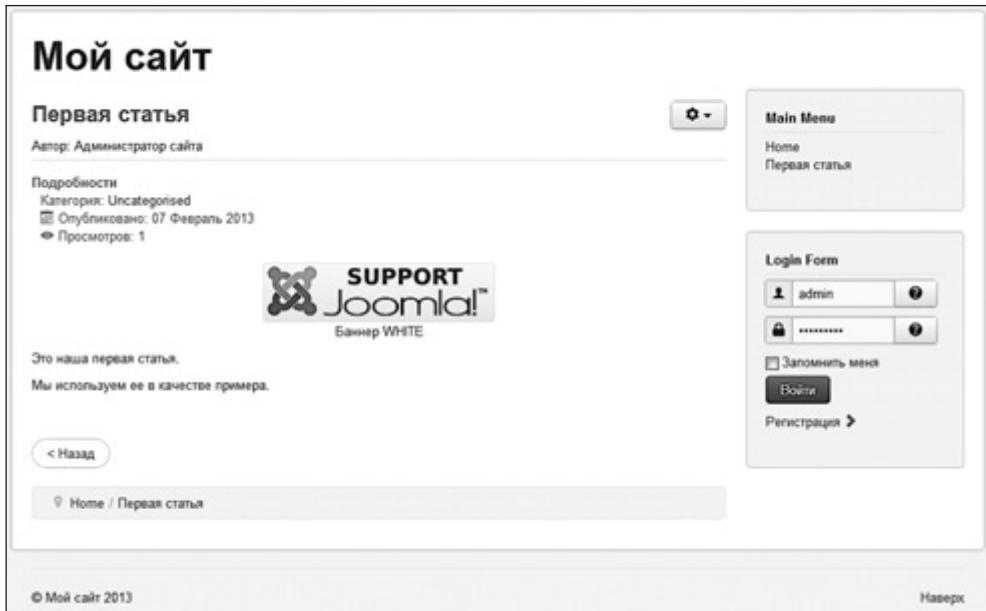 Мой сайт
Первая статья
Автор: Администратор сайта
Подробности
Категория: Uncategorised
Опубликовано: 07 Февраль 2013
Просмотров: 1
SUPPORT
Joomla!™
Баннер WHITE
Это наша первая статья.
Мы используем ее в качестве примера.
< Назад
Home / Первая статья
Main Menu
Home
Первая статья
Login Form
admin
Запомнить меня
Войти
Регистрация
© Мой сайт 2013
Наверх